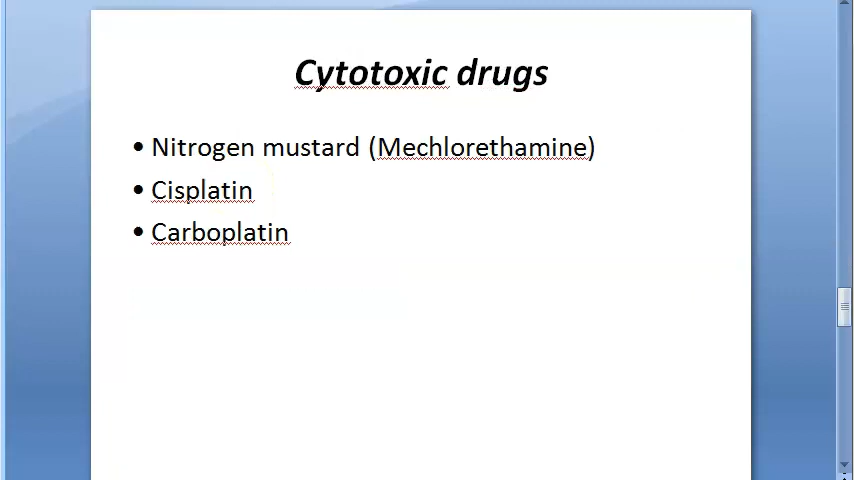 Cytotoxic drugs
• Nitrogen mustard (Mechlorethamine)
• Cisplatin
• Carboplatin